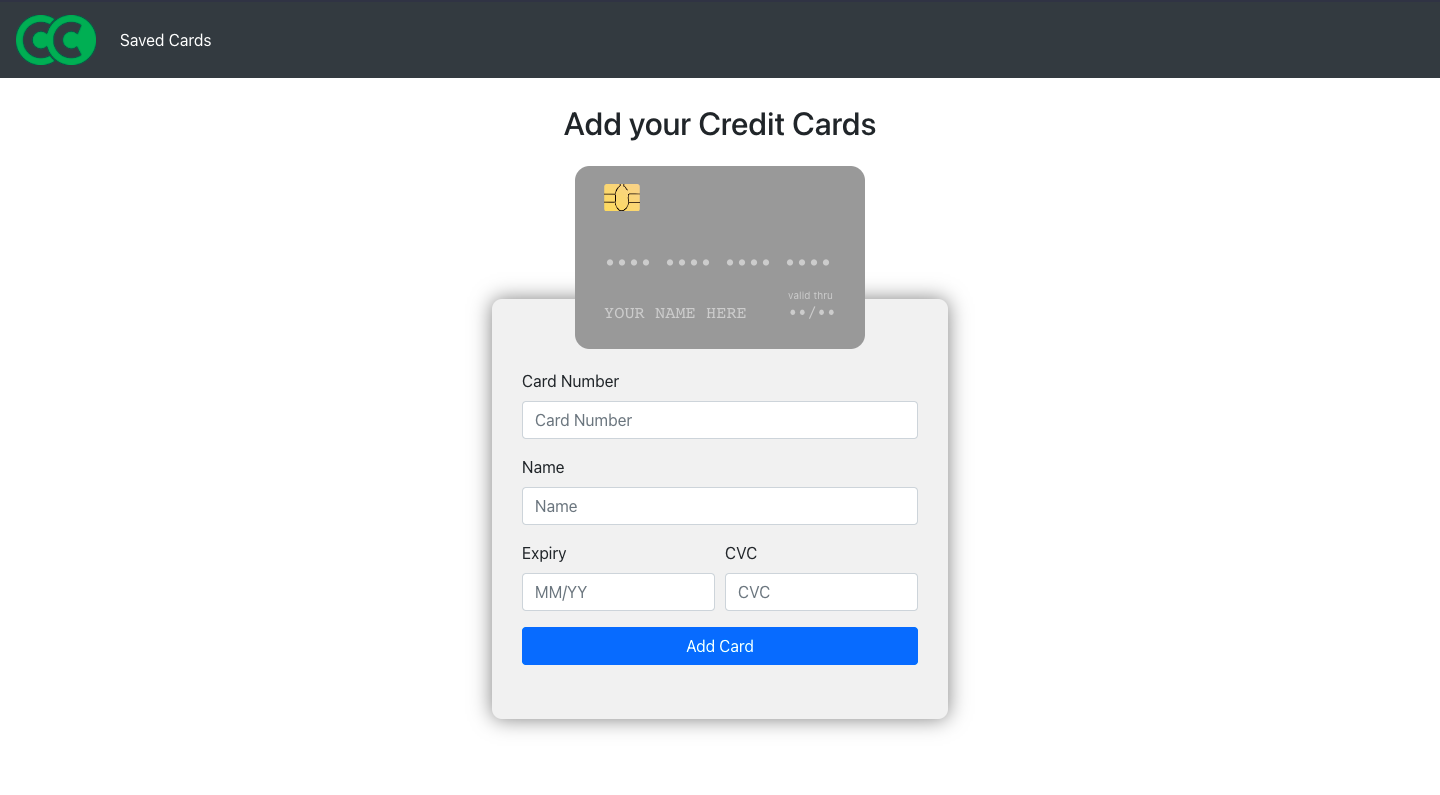 CC
Saved Cards
Add your Credit Cards
•••• •••• •••• ••••
valid thru
YOUR NAME HERE ••/••
Card Number
Card Number
Name
Name
Expiry CVC
MM/YY CVC
Add Card